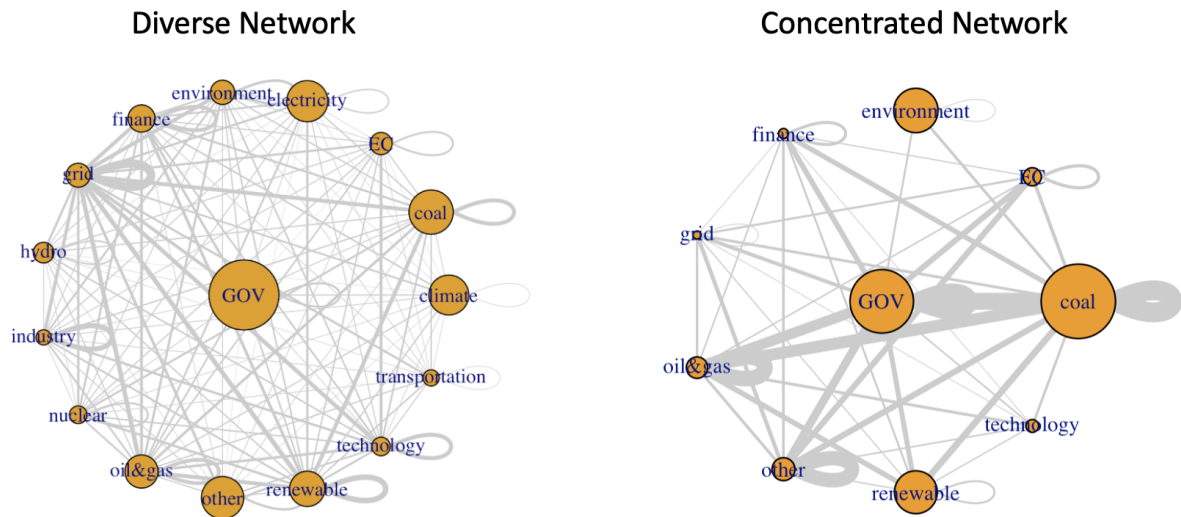 Diverse Network
environment
electricity
finance
EC
grid
coal
hydro
GOV
climate
industry
transportation
nuclear
technology
oil&gas
renewable
other
Concentrated Network
environment
finance
EC
grid
GOV
coal
oil&gas
technology
other
renewable